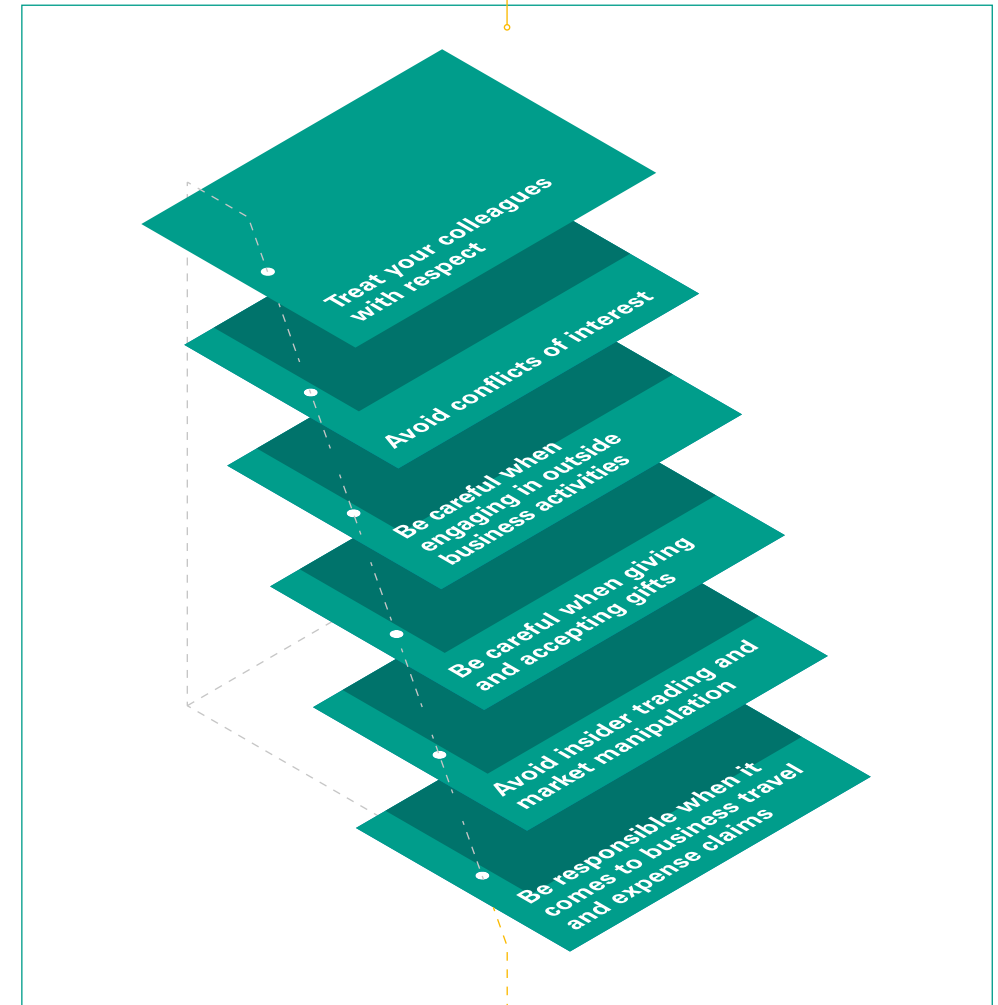 Treat your colleagues
with respect
Avoid conflicts of interest
Be careful when
engaging in outside
business activities
Be careful when giving
and accepting gifts
Avoid insider trading and
market manipulation
Be responsible when it
comes to business travel
and expense claims